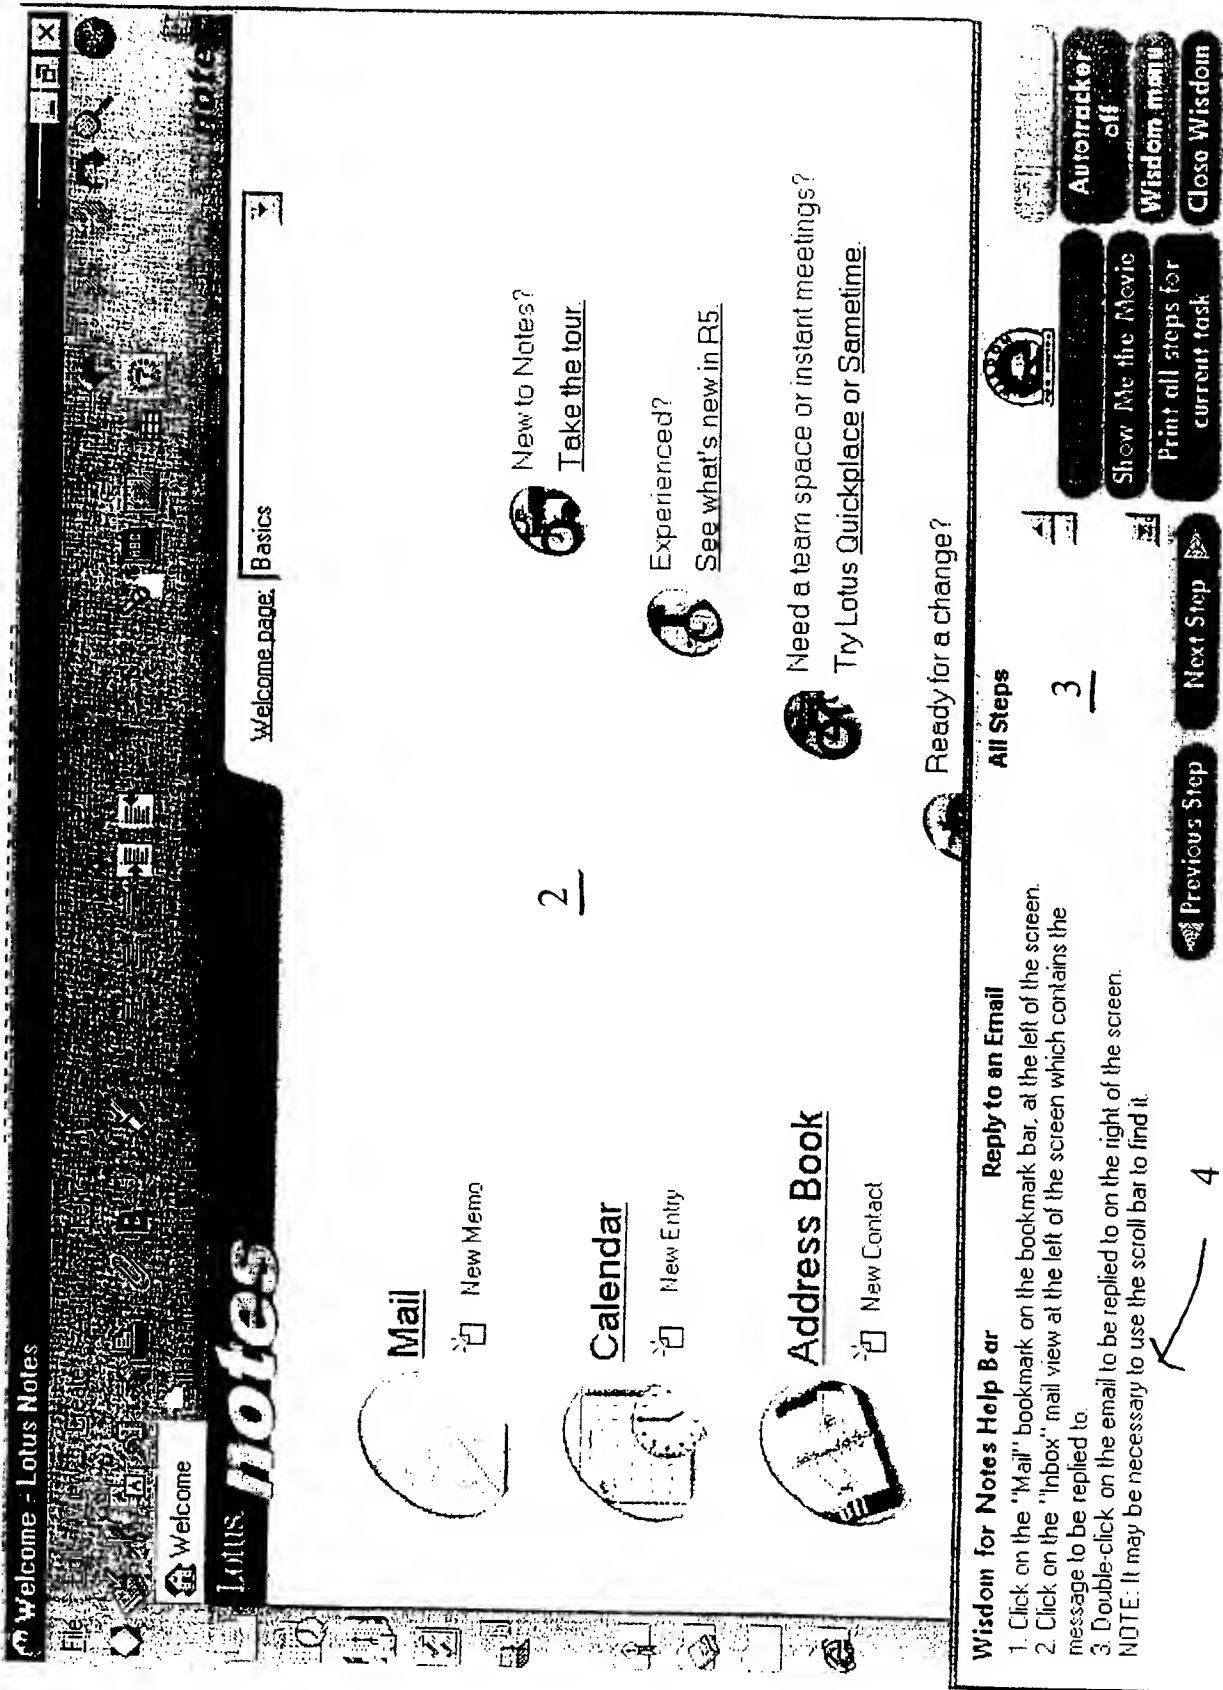 Welcome - Lotus Notes
File
Welcome
Lotus notes
Welcome page: Basics
Mail
New Memo
Calendar
New Entry
Address Book
New Contact
2
New to Notes?
Take the tour.
Experienced?
See what's new in R5.
Need a team space or instant meetings?
Try Lotus Quickplace or Sametime.
Ready for a change?
Wisdom for Notes Help Bar
Reply to an Email
All Steps
1. Click on the "Mail" bookmark on the bookmark bar, at the left of the screen.
2. Click on the "Inbox" mail view at the left of the screen which contains the
message to be replied to.
3. Double-click on the email to be replied to on the right of the screen.
NOTE: It may be necessary to use the scroll bar to find it.
3
4
Previous Step
Next Step
Show Me the Movie
Print all steps for
current task
Autotracker
off
Wisdom menu
Close Wisdom